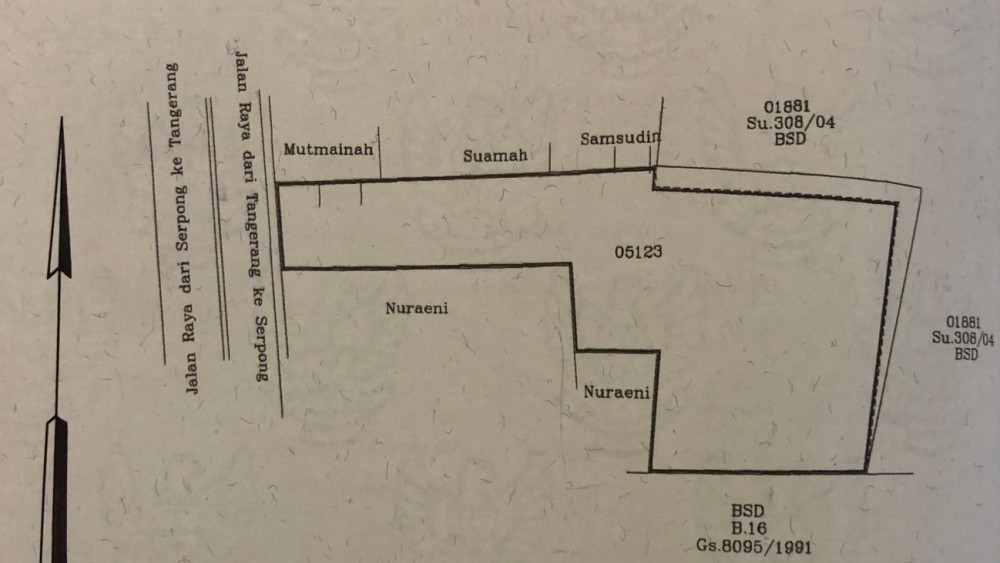 Jalan Raya dari Serpong ke Tangerang
Jalan Raya dari Tangerang ke Serpong
Mutmainah
Suamah
Samsudin
01881
Su.308/04
BSD
05123
Nuraeni
01881
Su.308/04
BSD
Nuraeni
BSD
B.16
Gs.8095/1991